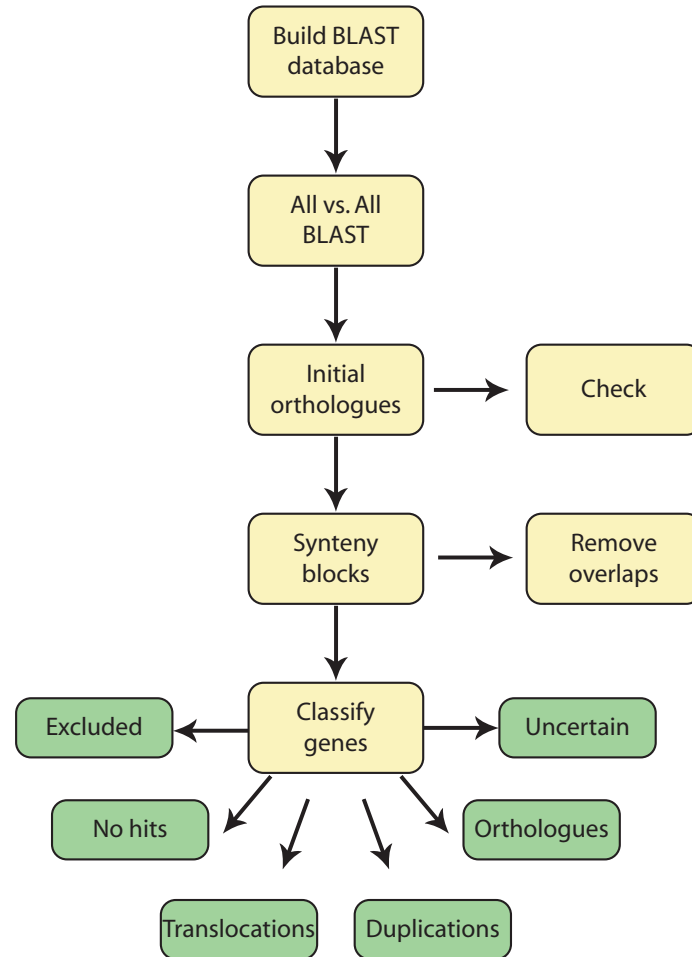 Build BLAST
database
All vs. All
BLAST
Initial
orthologues
Check
Synteny
blocks
Remove
overlaps
Classify
genes
Excluded
Uncertain
No hits
Orthologues
Translocations
Duplications